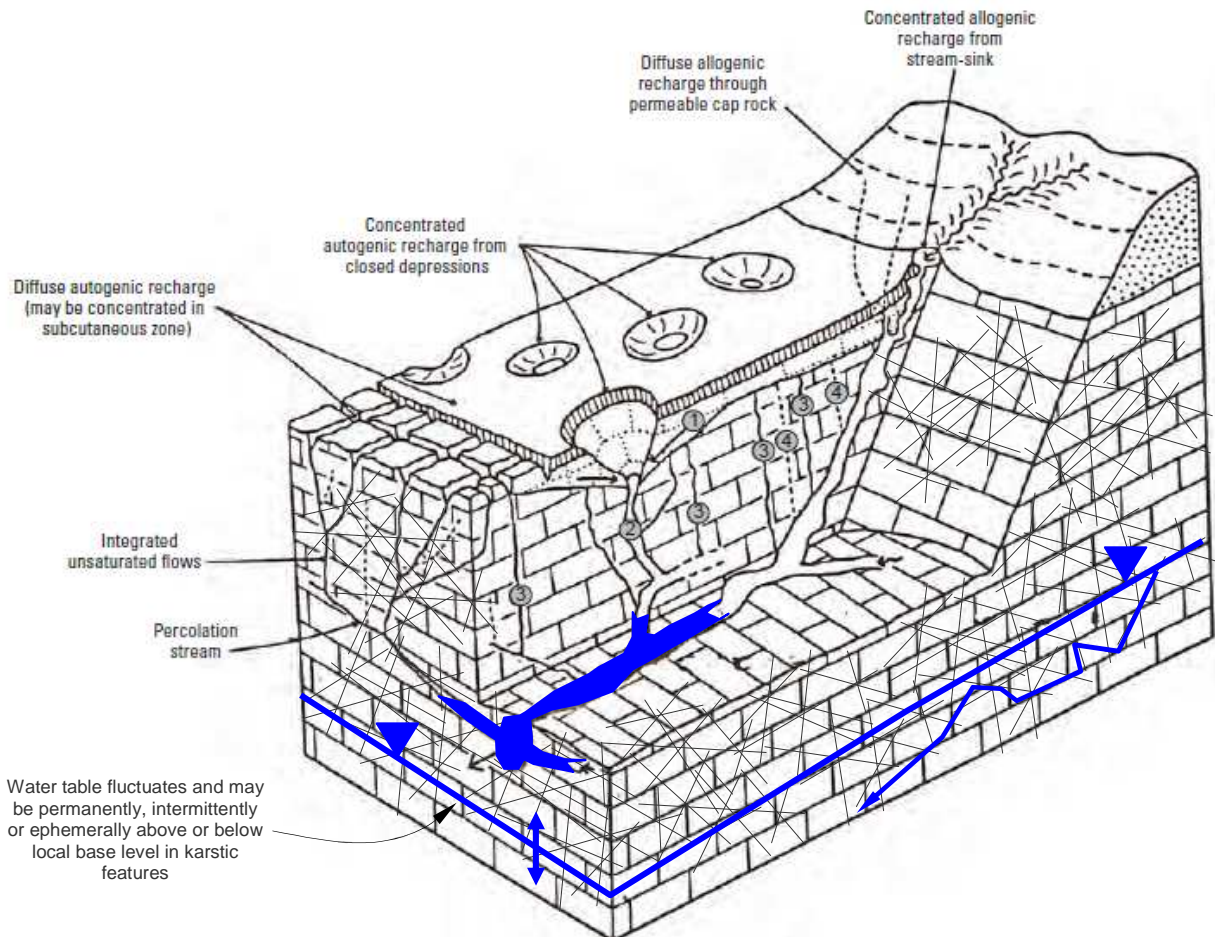 Concentrated allogenic
recharge from
stream-sink
Diffuse allogenic
recharge through
permeable cap rock
Concentrated
autogenic recharge from
closed depressions
Diffuse autogenic recharge
(may be concentrated in
subcutaneous zone)
1
3
4
3
4
2
3
Integrated
unsaturated flows
3
Percolation
stream
Water table fluctuates and may
be permanently, intermittently
or ephemerally above or below
local base level in karstic
features